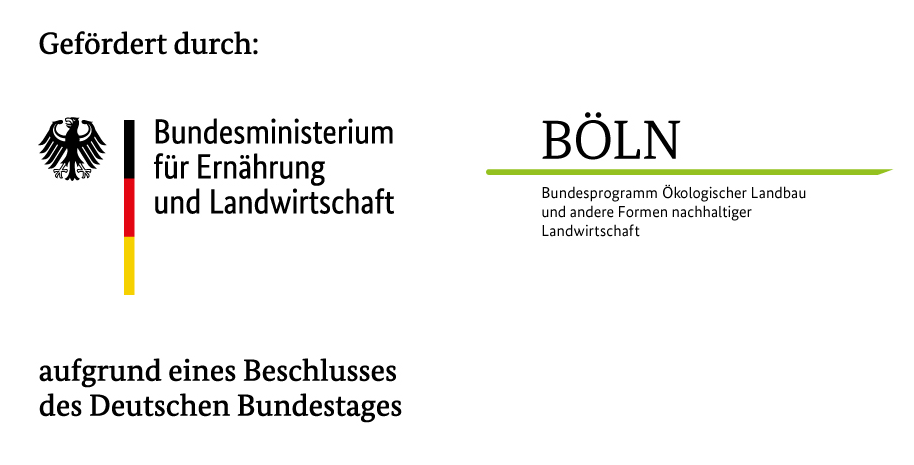 Gefördert durch:
Bundesministerium
für Ernährung
und Landwirtschaft
BÖLN
Bundesprogramm Ökologischer Landbau
und andere Formen nachhaltiger
Landwirtschaft
aufgrund eines Beschlusses
des Deutschen Bundestages